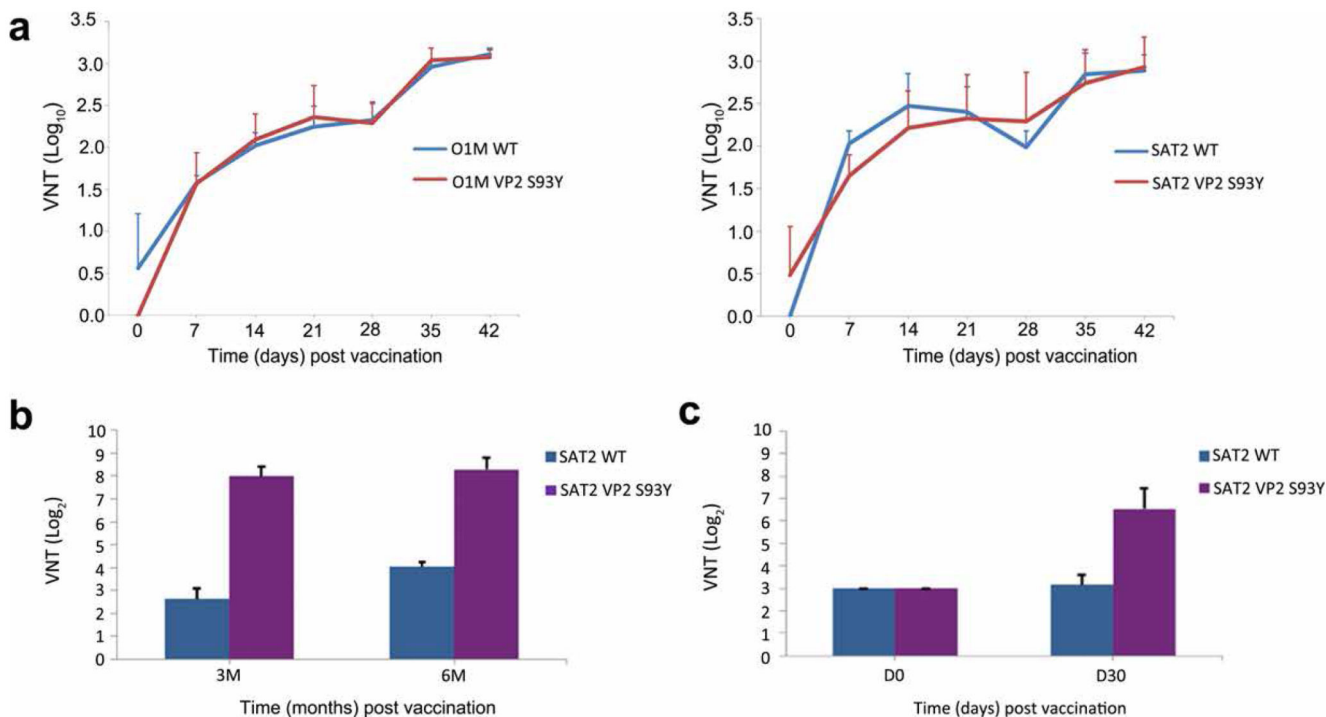 a
3.5
3.0
2.5
2.0
1.5
1.0
0.5
0.0
VNT (Log10)
O1M WT
O1M VP2 S93Y
0 7 14 21 28 35 42
Time (days) post vaccination
3.5
3.0
2.5
2.0
1.5
1.0
0.5
0.0
VNT (Log10)
SAT2 WT
SAT2 VP2 S93Y
0 7 14 21 28 35 42
Time (days) post vaccination
b
10
9
8
7
6
5
4
3
2
1
0
VNT (Log2)
SAT2 WT
SAT2 VP2 S93Y
3M 6M
Time (months) post vaccination
c
10
9
8
7
6
5
4
3
2
1
0
VNT (Log2)
SAT2 WT
SAT2 VP2 S93Y
D0 D30
Time (days) post vaccination